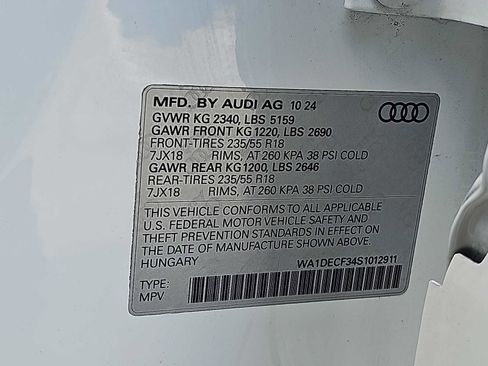 MFD. BY AUDI AG 10 24
GVWR KG 2340, LBS 5159
GAWR FRONT KG 1220, LBS 2690
FRONT-TIRES 235/55 R18
7JX18 RIMS, AT 260 KPA 38 PSI COLD
GAWR REAR KG 1200, LBS 2646
REAR-TIRES 235/55 R18
7JX18 RIMS, AT 260 KPA 38 PSI COLD
THIS VEHICLE CONFORMS TO ALL APPLICABLE
U.S. FEDERAL MOTOR VEHICLE SAFETY AND
THEFT PREVENTION STANDARDS IN EFFECT ON
THE DATE OF MANUFACTURE SHOWN ABOVE
HUNGARY WA1DECF34S1012911
TYPE:
MPV